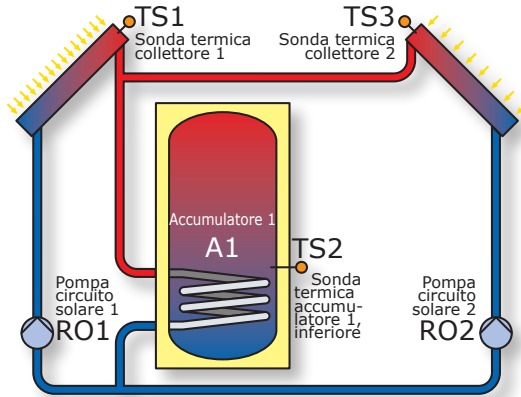 TS1
Sonda termica
collettore 1
TS3
Sonda termica
collettore 2
Accumulatore 1
A1
TS2
Sonda
termica
accumu-
latore 1,
inferiore
Pompa
circuito
solare 1
RO1
Pompa
circuito
solare 2
RO2